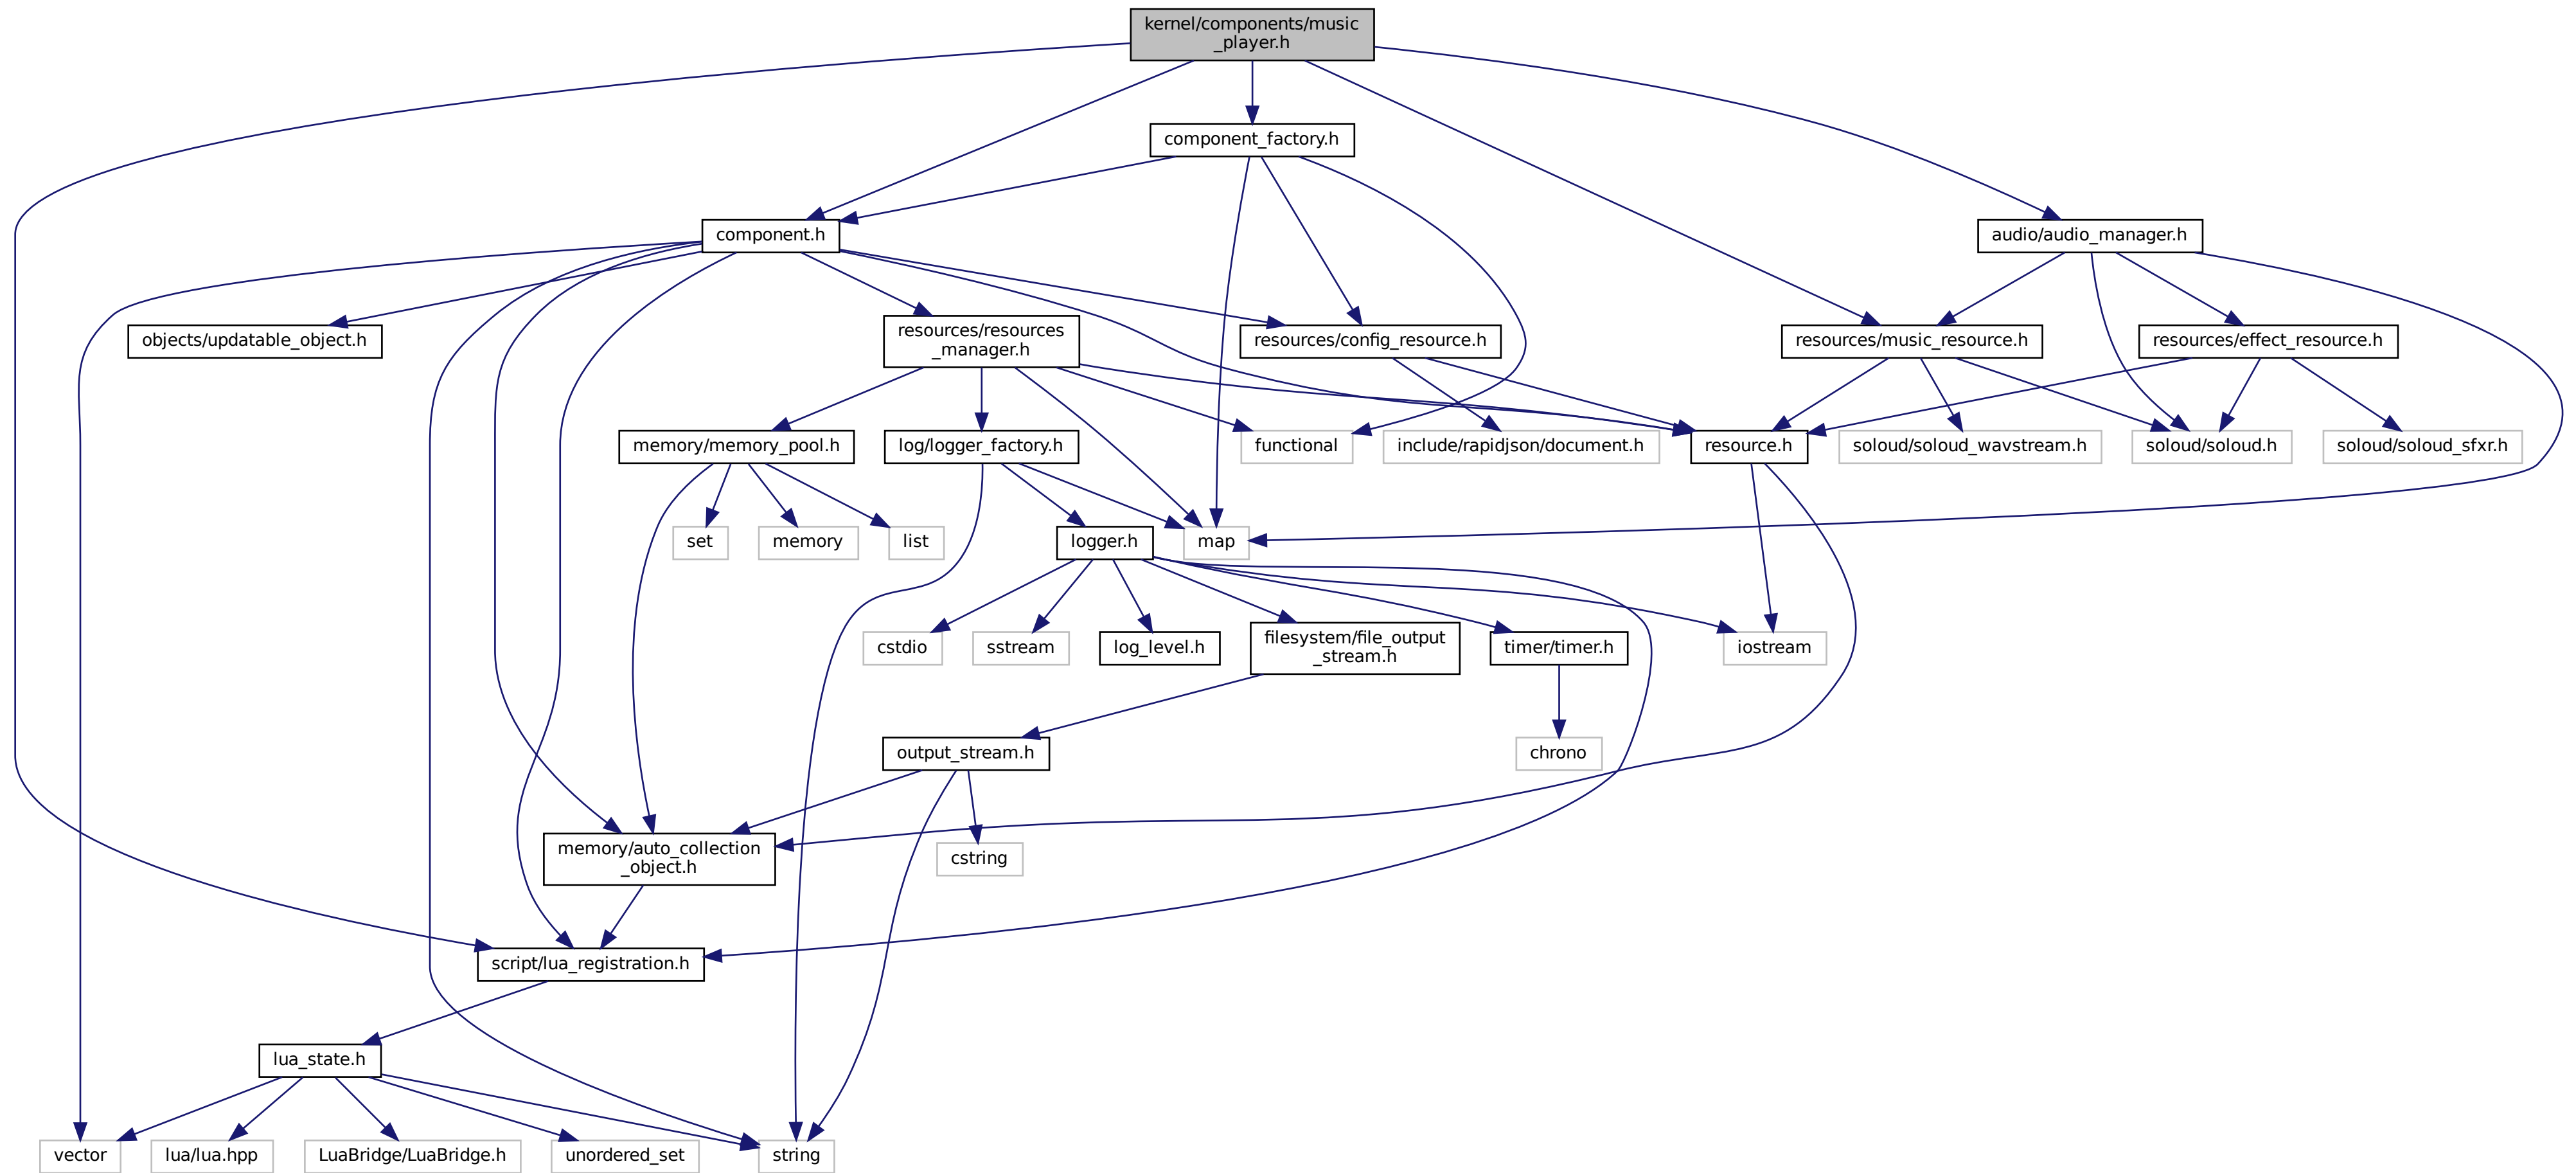 kernel/components/music
_player.h
component_factory.h
component.h
audio/audio_manager.h
objects/updatable_object.h
resources/resources
_manager.h
resources/config_resource.h
resources/music_resource.h
resources/effect_resource.h
memory/memory_pool.h
log/logger_factory.h
functional
include/rapidjson/document.h
resource.h
soloud/soloud_wavstream.h
soloud/soloud.h
soloud/soloud_sfxr.h
set
memory
list
logger.h
map
cstdio
sstream
log_level.h
filesystem/file_output
_stream.h
timer/timer.h
iostream
output_stream.h
chrono
memory/auto_collection
_object.h
cstring
script/lua_registration.h
lua_state.h
vector
lua/lua.hpp
LuaBridge/LuaBridge.h
unordered_set
string